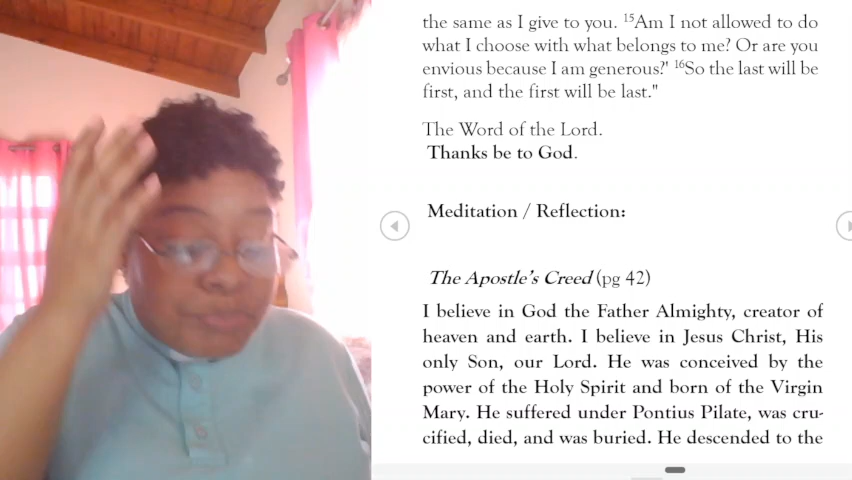 the same as I give to you. ¹⁵Am I not allowed to do
what I choose with what belongs to me? Or are you
envious because I am generous?' ¹⁶So the last will be
first, and the first will be last."
The Word of the Lord.
Thanks be to God.
Meditation / Reflection:
The Apostle's Creed (pg 42)
I believe in God the Father Almighty, creator of
heaven and earth. I believe in Jesus Christ, His
only Son, our Lord. He was conceived by the
power of the Holy Spirit and born of the Virgin
Mary. He suffered under Pontius Pilate, was cru-
cified, died, and was buried. He descended to the